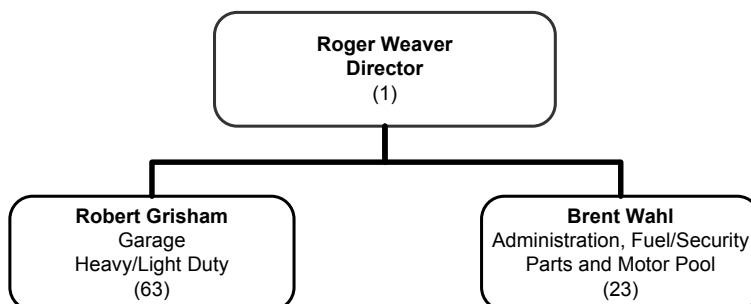 Roger Weaver
Director
(1)
Robert Grisham
Garage
Heavy/Light Duty
(63)
Brent Wahl
Administration, Fuel/Security
Parts and Motor Pool
(23)